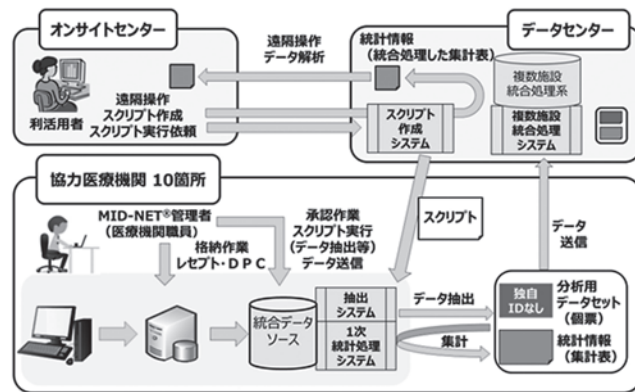 オンサイトセンター
利活用者
遠隔操作
スクリプト作成
スクリプト実行依頼
遠隔操作
データ解析
データセンター
統計情報
(統合処理した集計表)
スクリプト
作成
システム
複数施設
統合処理系
複数施設
統合処理
システム
協力医療機関 10箇所
MID-NET®管理者
(医療機関職員)
格納作業
レセプト・DPC
承認作業
スクリプト実行
(データ抽出等)
データ送信
スクリプト
データ
送信
統合データ
ソース
抽出
システム
1次
統計処理
システム
データ抽出
集計
独自
IDなし
分析用
データセット
(個票)
統計情報
(集計表)